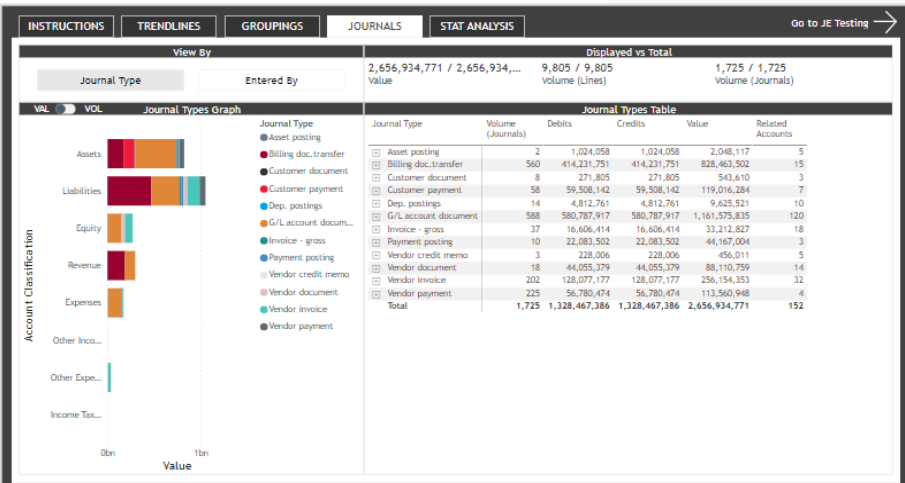 INSTRUCTIONS TRENDLINES GROUPINGS JOURNALS STAT ANALYSIS Go to JE Testing
View By
Journal Type Entered By
Displayed vs Total
2,656,934,771 / 2,656,934,... 9,805 / 9,805 1,725 / 1,725
Value Volume (Lines) Volume (Journals)
VAL VOL Journal Types Graph
Journal Type
Asset posting
Billing doc.transfer
Customer document
Customer payment
Dep. postings
G/L account docum...
Invoice - gross
Payment posting
Vendor credit memo
Vendor document
Vendor invoice
Vendor payment
Account Classification
Assets
Liabilities
Equity
Revenue
Expenses
Other Inco...
Other Expe...
Income Tax...
0bn 1bn
Value
Journal Types Table
Journal Type Volume (Journals) Debits Credits Value Related Accounts
Asset posting 2 1,024,058 1,024,058 2,048,117 5
Billing doc.transfer 560 414,231,751 414,231,751 828,463,502 15
Customer document 8 271,805 271,805 543,610 3
Customer payment 58 59,508,142 59,508,142 119,016,284 7
Dep. postings 14 4,812,761 4,812,761 9,625,521 10
G/L account document 588 580,787,917 580,787,917 1,161,575,835 120
Invoice - gross 37 16,606,414 16,606,414 33,212,827 18
Payment posting 10 22,083,502 22,083,502 44,167,004 3
Vendor credit memo 3 228,006 228,006 456,011 5
Vendor document 18 44,055,379 44,055,379 88,110,759 14
Vendor invoice 202 128,077,177 128,077,177 256,154,353 32
Vendor payment 225 56,780,474 56,780,474 113,560,948 4
Total 1,725 1,328,467,386 1,328,467,386 2,656,934,771 152